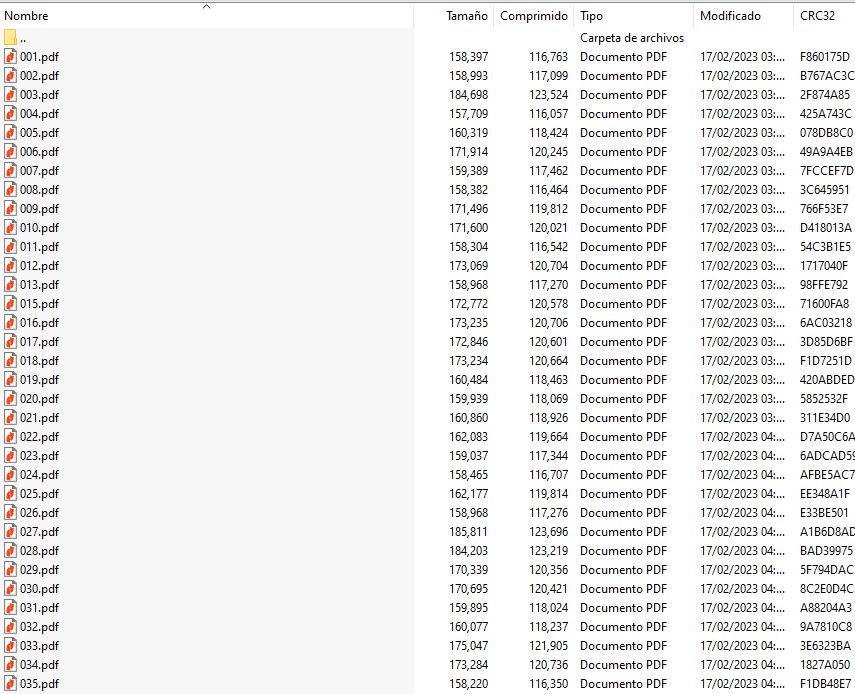 Nombre Tamaño Comprimido Tipo Modificado CRC32
.. Carpeta de archivos
001.pdf 158,397 116,763 Documento PDF 17/02/2023 03:... F860175D
002.pdf 158,993 117,099 Documento PDF 17/02/2023 03:... B767AC3C
003.pdf 184,698 123,524 Documento PDF 17/02/2023 03:... 2F874A85
004.pdf 157,709 116,057 Documento PDF 17/02/2023 03:... 425A743C
005.pdf 160,319 118,424 Documento PDF 17/02/2023 03:... 078DB8C0
006.pdf 171,914 120,245 Documento PDF 17/02/2023 03:... 49A9A4EB
007.pdf 159,389 117,462 Documento PDF 17/02/2023 03:... 7FCCEF7D
008.pdf 158,382 116,464 Documento PDF 17/02/2023 03:... 3C645951
009.pdf 171,496 119,812 Documento PDF 17/02/2023 03:... 766F53E7
010.pdf 171,600 120,021 Documento PDF 17/02/2023 03:... D418013A
011.pdf 158,304 116,542 Documento PDF 17/02/2023 03:... 54C3B1E5
012.pdf 173,069 120,704 Documento PDF 17/02/2023 03:... 1717040F
013.pdf 158,968 117,270 Documento PDF 17/02/2023 03:... 98FFE792
015.pdf 172,772 120,578 Documento PDF 17/02/2023 03:... 71600FA8
016.pdf 173,235 120,706 Documento PDF 17/02/2023 03:... 6AC03218
017.pdf 172,846 120,601 Documento PDF 17/02/2023 03:... 3D85D6BF
018.pdf 173,234 120,664 Documento PDF 17/02/2023 03:... F1D7251D
019.pdf 160,484 118,463 Documento PDF 17/02/2023 03:... 420ABDED
020.pdf 159,939 118,069 Documento PDF 17/02/2023 03:... 5852532F
021.pdf 160,860 118,926 Documento PDF 17/02/2023 03:... 311E34D0
022.pdf 162,083 119,664 Documento PDF 17/02/2023 04:... D7A50C6A
023.pdf 159,037 117,344 Documento PDF 17/02/2023 04:... 6ADCAD59
024.pdf 158,465 116,707 Documento PDF 17/02/2023 04:... AFBE5AC7
025.pdf 162,177 119,814 Documento PDF 17/02/2023 04:... EE348A1F
026.pdf 158,968 117,276 Documento PDF 17/02/2023 04:... E33BE501
027.pdf 185,811 123,696 Documento PDF 17/02/2023 04:... A1B6D8AD
028.pdf 184,203 123,219 Documento PDF 17/02/2023 04:... BAD39975
029.pdf 170,339 120,356 Documento PDF 17/02/2023 04:... 5F794DAC
030.pdf 170,695 120,421 Documento PDF 17/02/2023 04:... 8C2E0D4C
031.pdf 159,895 118,024 Documento PDF 17/02/2023 04:... A88204A3
032.pdf 160,077 118,237 Documento PDF 17/02/2023 04:... 9A7810C8
033.pdf 175,047 121,905 Documento PDF 17/02/2023 04:... 3E6323BA
034.pdf 173,284 120,736 Documento PDF 17/02/2023 04:... 1827A050
035.pdf 158,220 116,350 Documento PDF 17/02/2023 04:... F1DB48E7